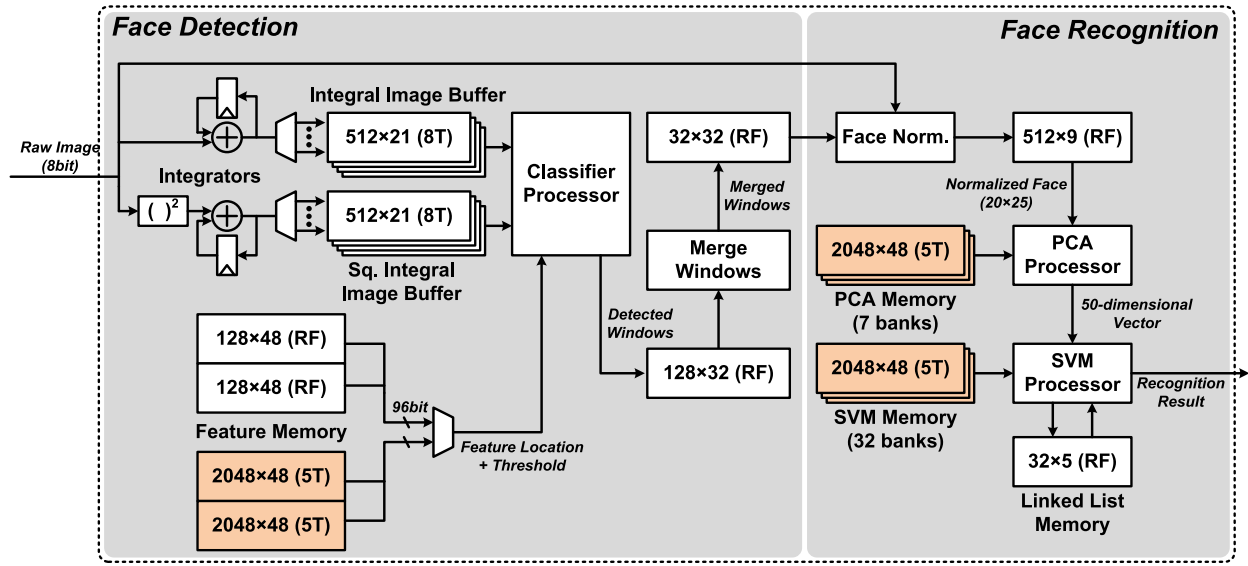 Face Detection
Face Recognition
Raw Image
(8bit)
Integrators
( )²
Integral Image Buffer
512×21 (8T)
512×21 (8T)
Sq. Integral
Image Buffer
Classifier
Processor
128×48 (RF)
128×48 (RF)
Feature Memory
2048×48 (5T)
2048×48 (5T)
96bit
Feature Location
+ Threshold
Detected
Windows
128×32 (RF)
Merge
Windows
Merged
Windows
32×32 (RF)
Face Norm.
512×9 (RF)
Normalized Face
(20×25)
2048×48 (5T)
PCA Memory
(7 banks)
PCA
Processor
50-dimensional
Vector
2048×48 (5T)
SVM Memory
(32 banks)
SVM
Processor
Recognition
Result
32×5 (RF)
Linked List
Memory